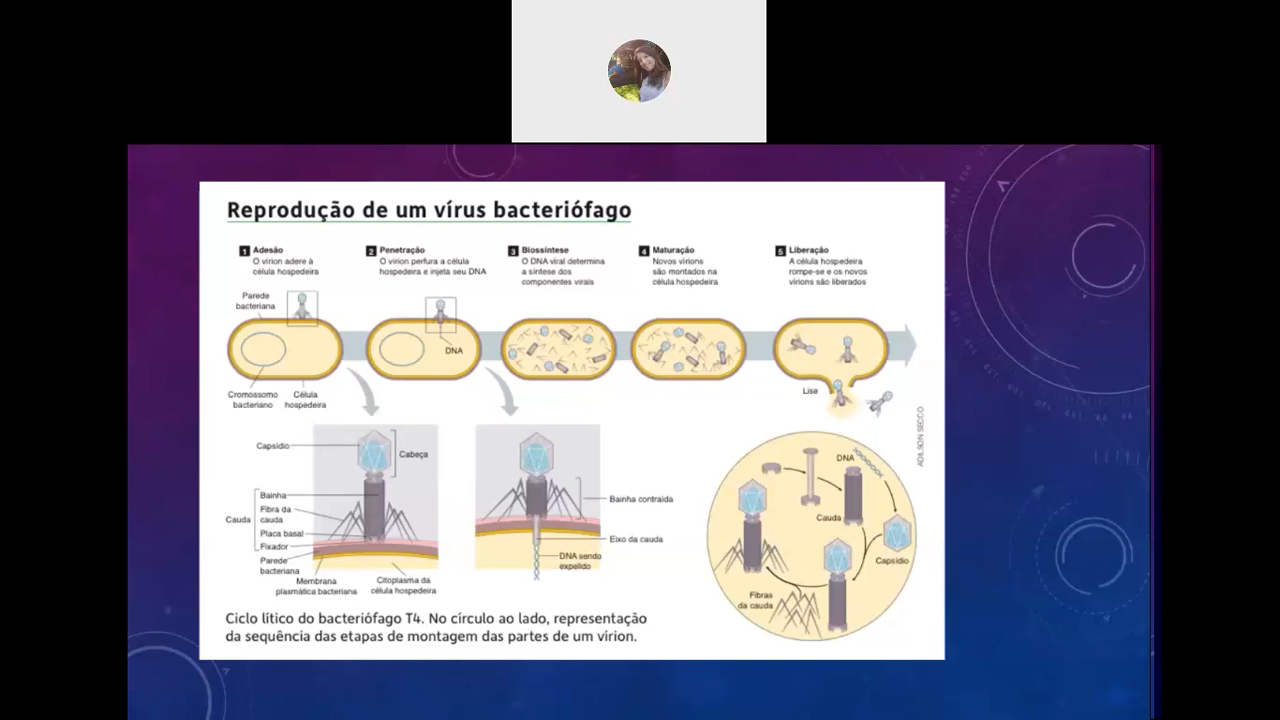 Reprodução de um vírus bacteriófago
1 Adesão
O vírion adere à
célula hospedeira
2 Penetração
O vírion perfura a célula
hospedeira e injeta seu DNA
3 Biossíntese
O DNA viral determina
a síntese dos
componentes virais
4 Maturação
Novos vírions
são montados na
célula hospedeira
5 Liberação
A célula hospedeira
rompe-se e os novos
vírions são liberados
Parede
bacteriana
DNA
Cromossomo
bacteriano
Célula
hospedeira
Lise
ADILSON SECCO
Capsídio
Cabeça
Bainha
Fibra da
cauda
Cauda
Placa basal
Fixador
Parede
bacteriana
Membrana
plasmática bacteriana
Citoplasma da
célula hospedeira
Bainha contraída
Eixo da cauda
DNA sendo
expelido
DNA
Cauda
Capsídio
Fibras
da cauda
Ciclo lítico do bacteriófago T4. No círculo ao lado, representação
da sequência das etapas de montagem das partes de um vírion.